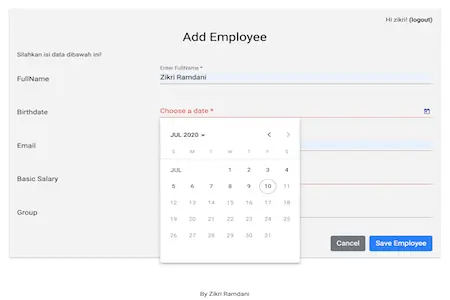 Hi zikri! (logout)
Add Employee
Silahkan isi data dibawah ini!
FullName
Enter FullName *
Zikri Ramdani
Birthdate
Choose a date *
JUL 2020
S M T W T F S
JUL 1 2 3 4
5 6 7 8 9 10 11
12 13 14 15 16 17 18
19 20 21 22 23 24 25
26 27 28 29 30 31
Email
Basic Salary
Group
Cancel Save Employee
By Zikri Ramdani